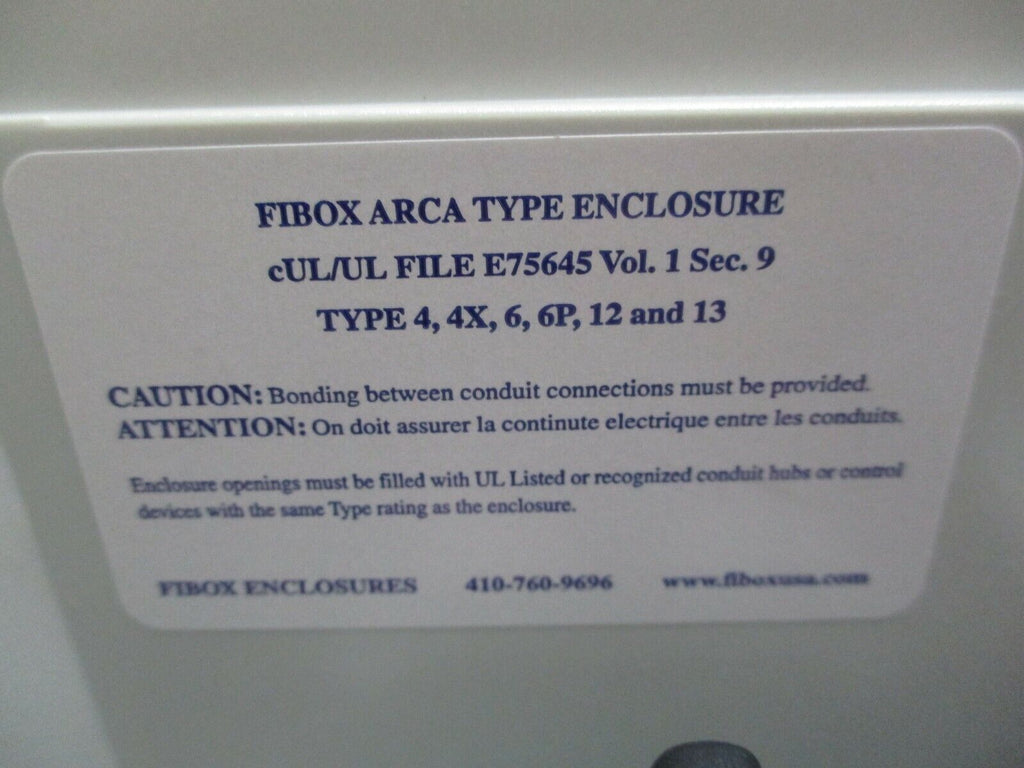 FIBOX ARCA TYPE ENCLOSURE
cUL/UL FILE E75645 Vol. 1 Sec. 9
TYPE 4, 4X, 6, 6P, 12 and 13
CAUTION: Bonding between conduit connections must be provided.
ATTENTION: On doit assurer la continute electrique entre les conduits.
Enclosure openings must be filled with UL Listed or recognized conduit hubs or control
devices with the same Type rating as the enclosure.
FIBOX ENCLOSURES 410-760-9696 www.fiboxusa.com